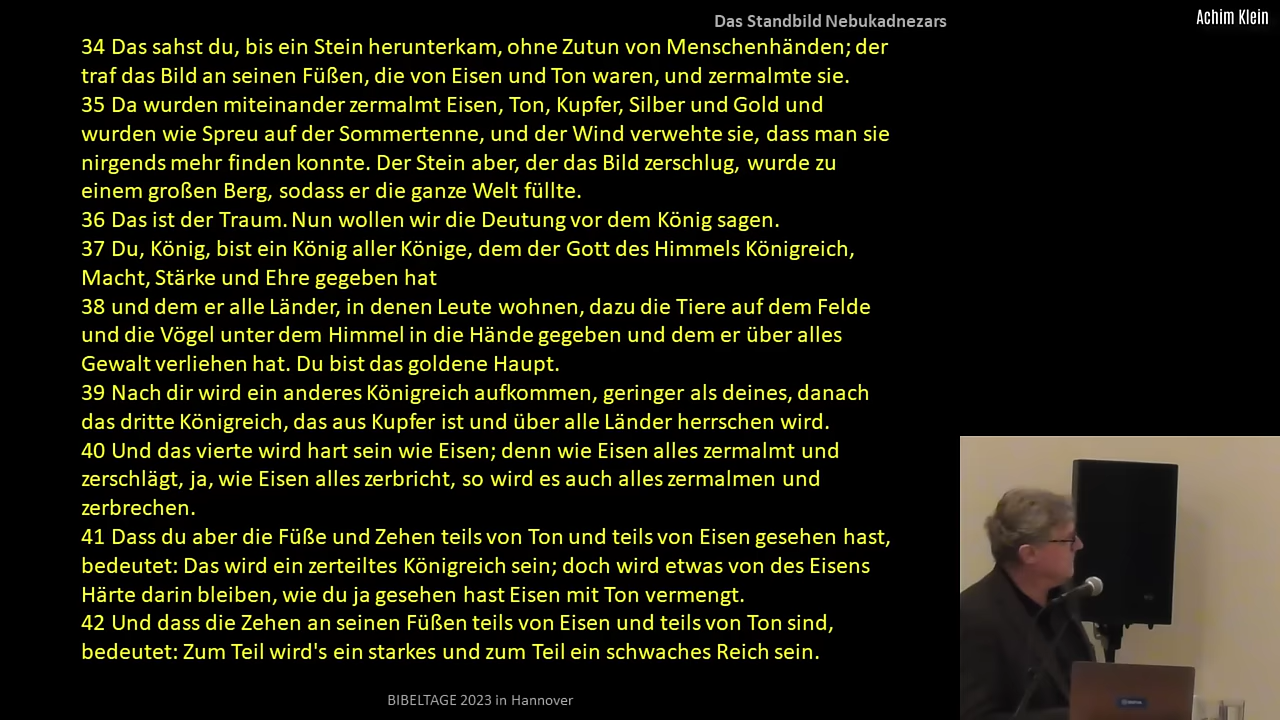 Das Standbild Nebukadnezars
Achim Klein
34 Das sahst du, bis ein Stein herunterkam, ohne Zutun von Menschenhänden; der
traf das Bild an seinen Füßen, die von Eisen und Ton waren, und zermalmte sie.
35 Da wurden miteinander zermalmt Eisen, Ton, Kupfer, Silber und Gold und
wurden wie Spreu auf der Sommertenne, und der Wind verwehte sie, dass man sie
nirgends mehr finden konnte. Der Stein aber, der das Bild zerschlug, wurde zu
einem großen Berg, sodass er die ganze Welt füllte.
36 Das ist der Traum. Nun wollen wir die Deutung vor dem König sagen.
37 Du, König, bist ein König aller Könige, dem der Gott des Himmels Königreich,
Macht, Stärke und Ehre gegeben hat
38 und dem er alle Länder, in denen Leute wohnen, dazu die Tiere auf dem Felde
und die Vögel unter dem Himmel in die Hände gegeben und dem er über alles
Gewalt verliehen hat. Du bist das goldene Haupt.
39 Nach dir wird ein anderes Königreich aufkommen, geringer als deines, danach
das dritte Königreich, das aus Kupfer ist und über alle Länder herrschen wird.
40 Und das vierte wird hart sein wie Eisen; denn wie Eisen alles zermalmt und
zerschlägt, ja, wie Eisen alles zerbricht, so wird es auch alles zermalmen und
zerbrechen.
41 Dass du aber die Füße und Zehen teils von Ton und teils von Eisen gesehen hast,
bedeutet: Das wird ein zerteiltes Königreich sein; doch wird etwas von des Eisens
Härte darin bleiben, wie du ja gesehen hast Eisen mit Ton vermengt.
42 Und dass die Zehen an seinen Füßen teils von Eisen und teils von Ton sind,
bedeutet: Zum Teil wird's ein starkes und zum Teil ein schwaches Reich sein.
BIBELTAGE 2023 in Hannover